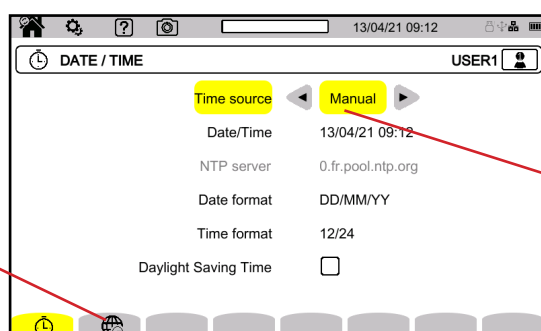 ? 13/04/21 09:12
DATE / TIME USER1
Time source Manual
Date/Time 13/04/21 09:12
NTP server 0.fr.pool.ntp.org
Date format DD/MM/YY
Time format 12/24
Daylight Saving Time